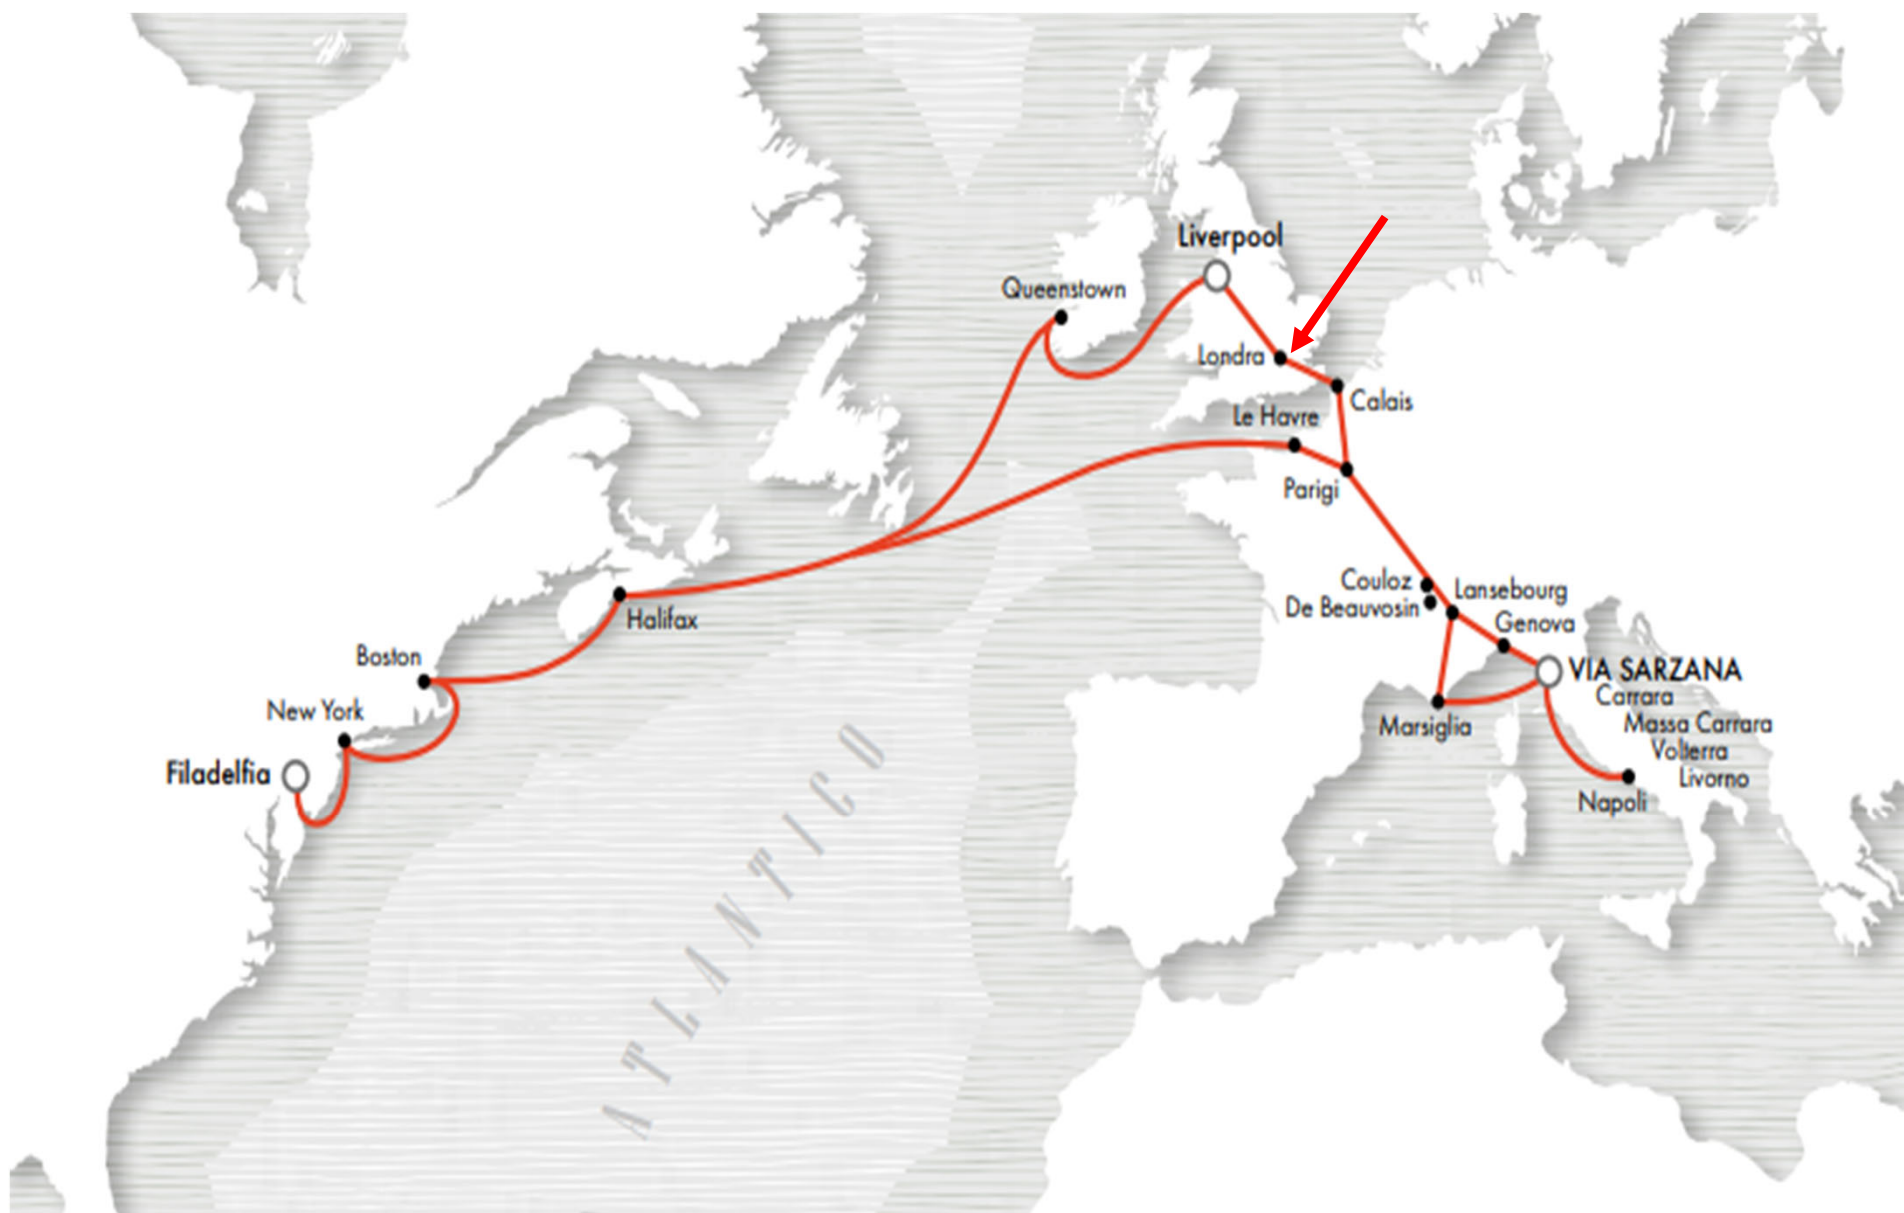 Liverpool
Queenstown
Londra
Calais
Le Havre
Parigi
Couloz
De Beauvosin
Lansebourg
Genova
Halifax
Boston
VIA SARZANA
Carrara
Marsiglia
Massa Carrara
New York
Volterra
Livorno
Filadelfia
Napoli
ATLANTICO